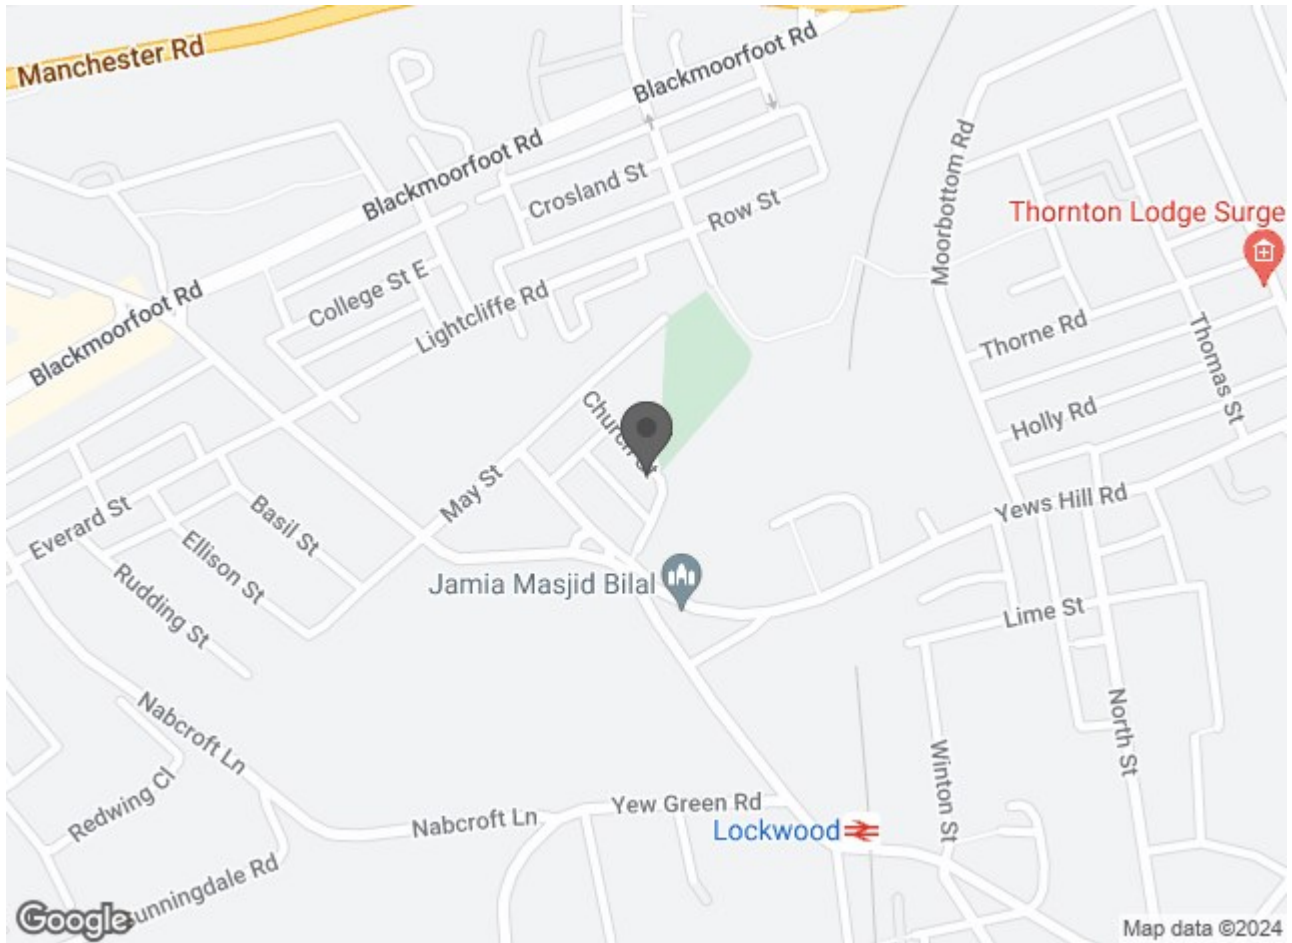 Manchester Rd
Blackmoorfoot Rd
Blackmoorfoot Rd
Blackmoorfoot Rd
Crosland St
Row St
Moorbottom Rd
Thornton Lodge Surge
College St E
Lightcliffe Rd
Thorne Rd
Thomas St
Holly Rd
Church
May St
Yews Hill Rd
Everard St
Basil St
Ellison St
Rudding St
Jamia Masjid Bilal
Lime St
Nabcroft Ln
North St
Winton St
Redwing Cl
Nabcroft Ln
Yew Green Rd
Lockwood
unningdale Rd
Google
Map data ©2024